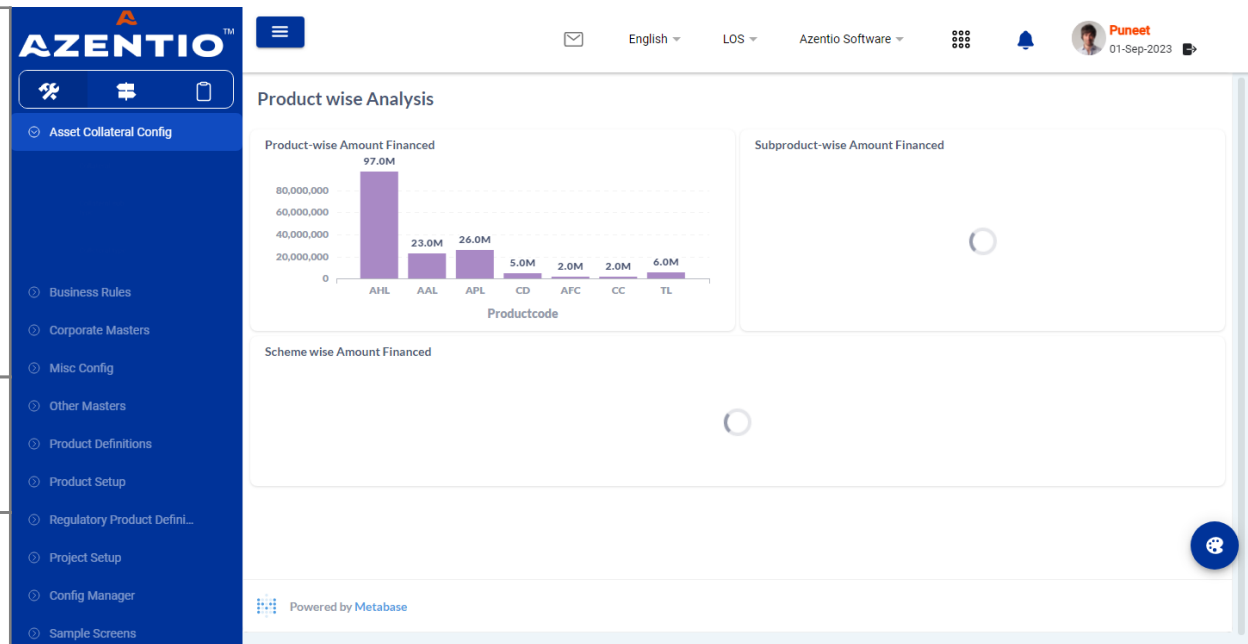 AZENTIO™
English
LOS
Azentio Software
Puneet
01-Sep-2023
Asset Collateral Config
Business Rules
Corporate Masters
Misc Config
Other Masters
Product Definitions
Product Setup
Regulatory Product Defini...
Project Setup
Config Manager
Sample Screens
Product wise Analysis
Product-wise Amount Financed
97.0M
80,000,000
60,000,000
40,000,000
20,000,000
0
23.0M
26.0M
5.0M
2.0M
2.0M
6.0M
AHL AAL APL CD AFC CC TL
Productcode
Subproduct-wise Amount Financed
Scheme wise Amount Financed
Powered by Metabase